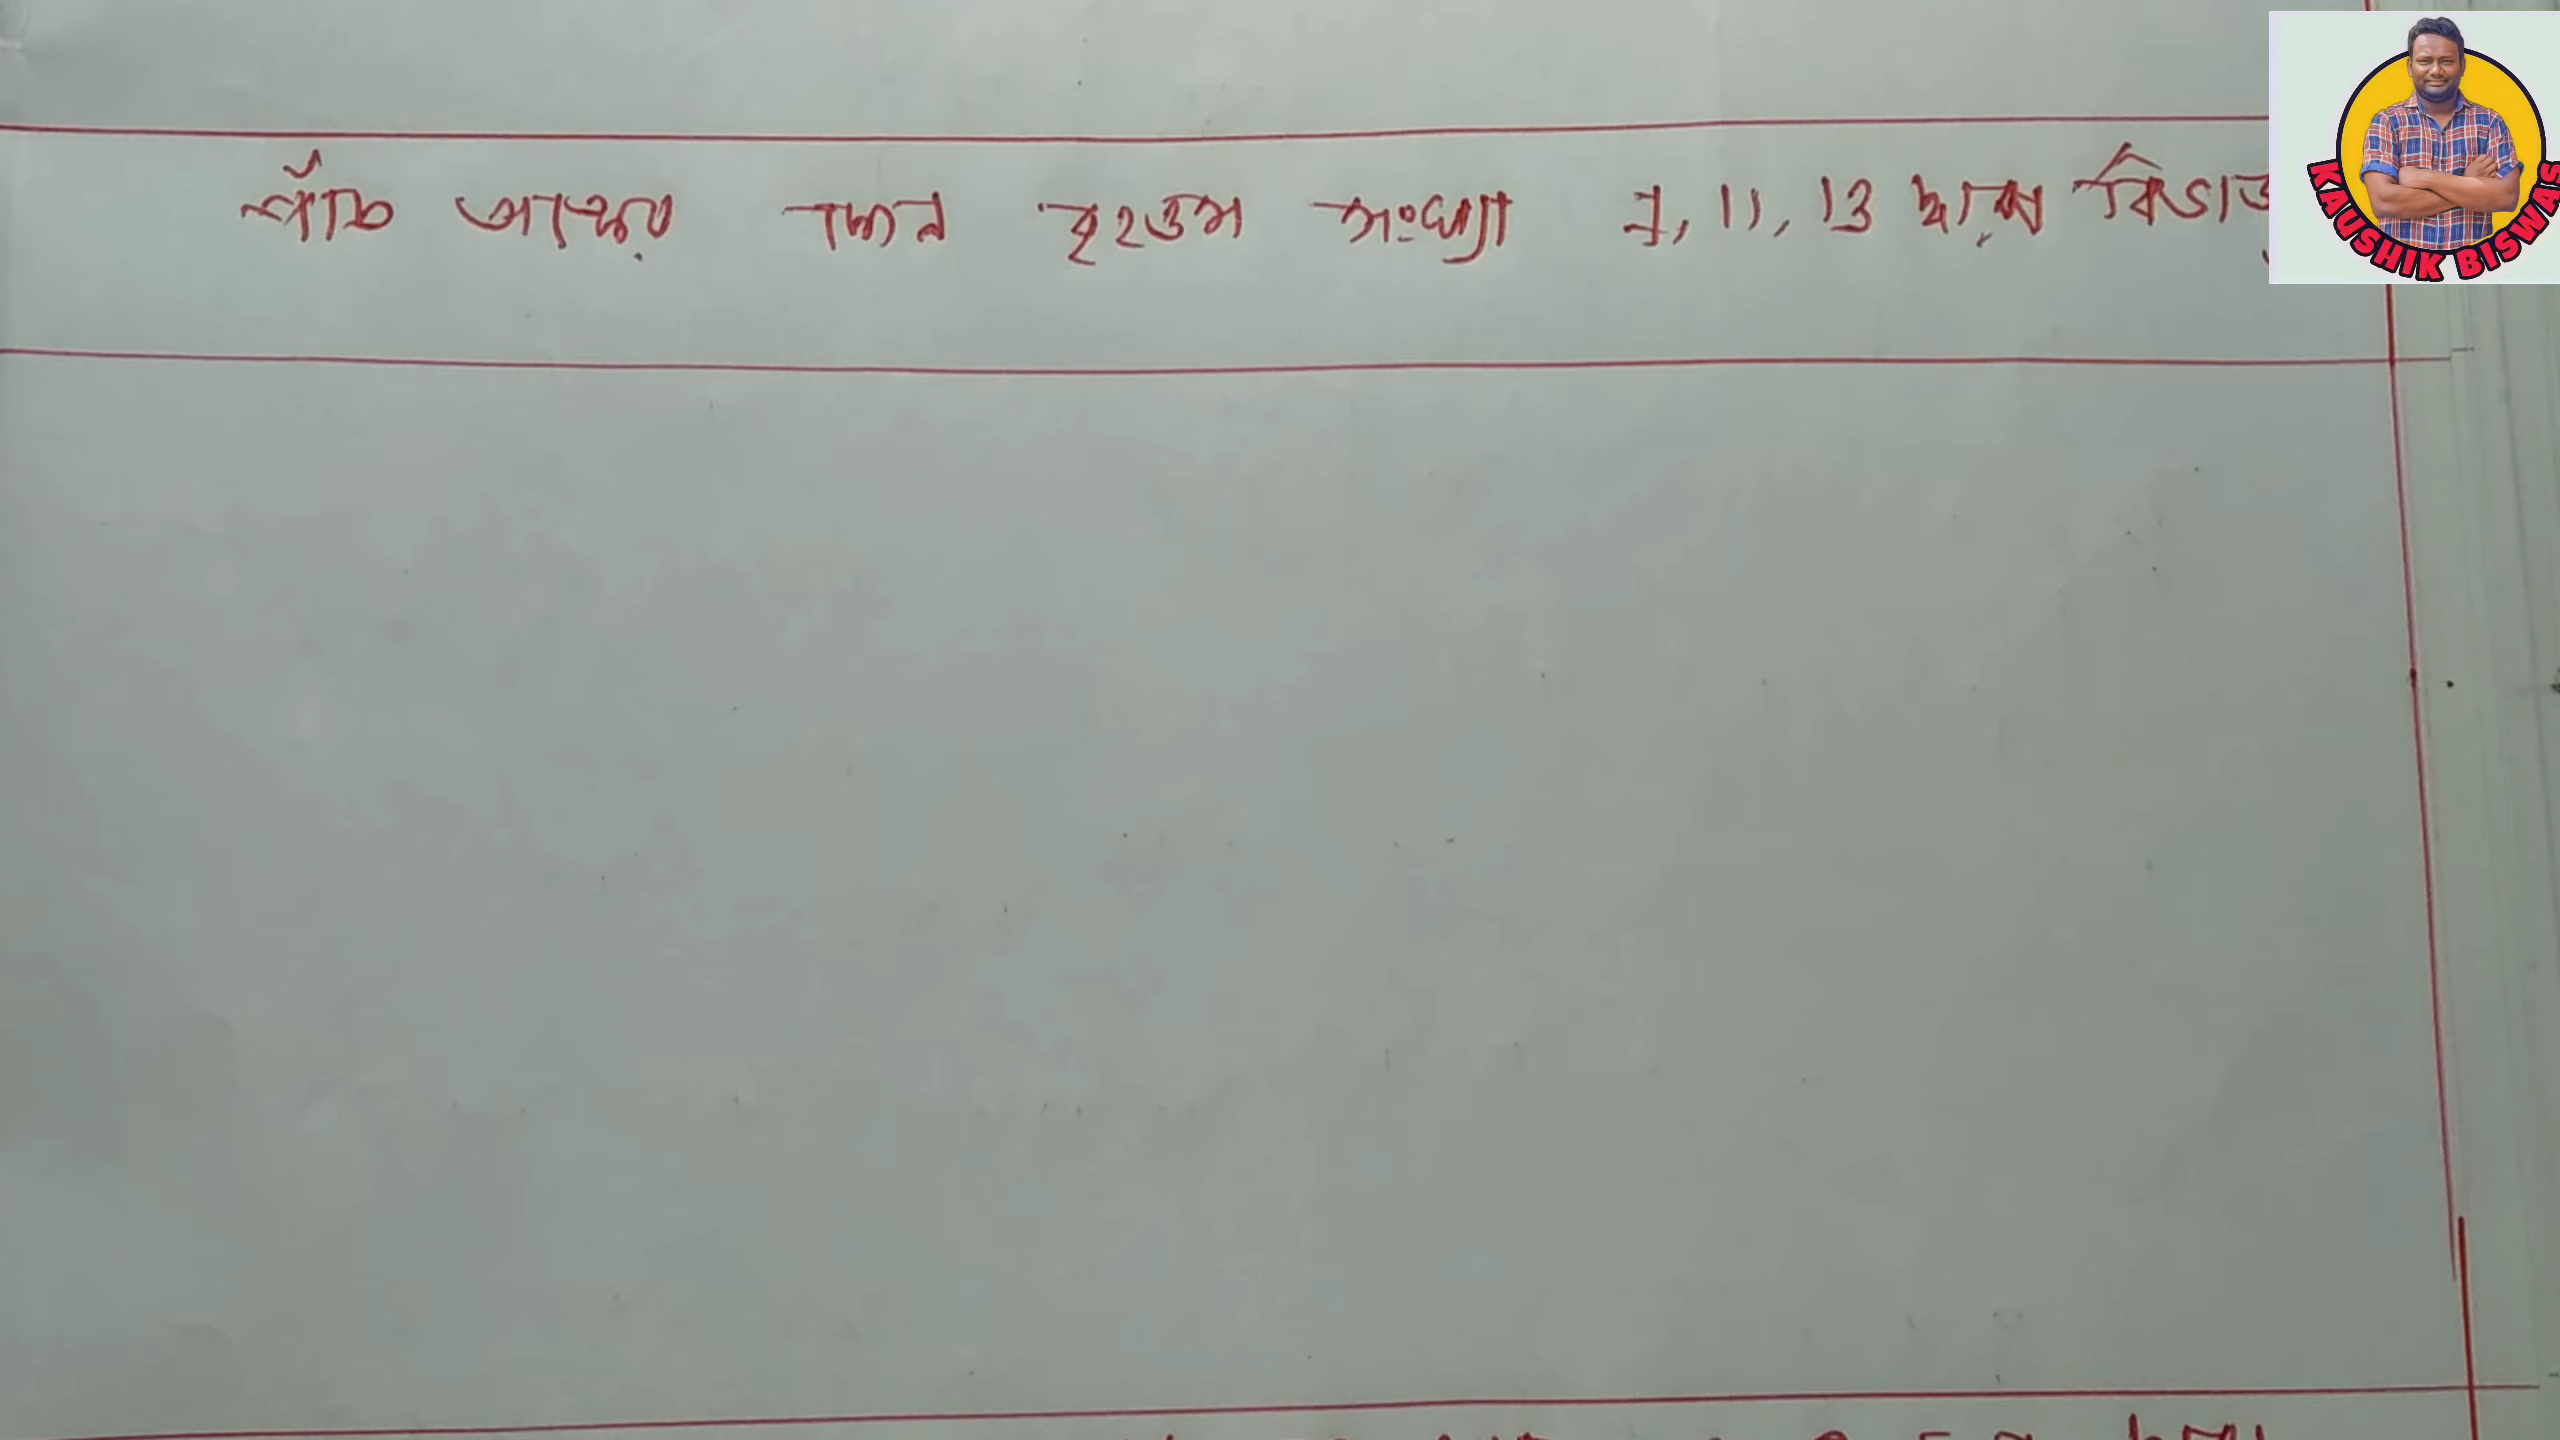 পাঁচ অঙ্কের কোন বৃহত্তম সংখ্যা 7, 11, 13 দ্বারা বিভাজ
KAUSHIK BISWAS